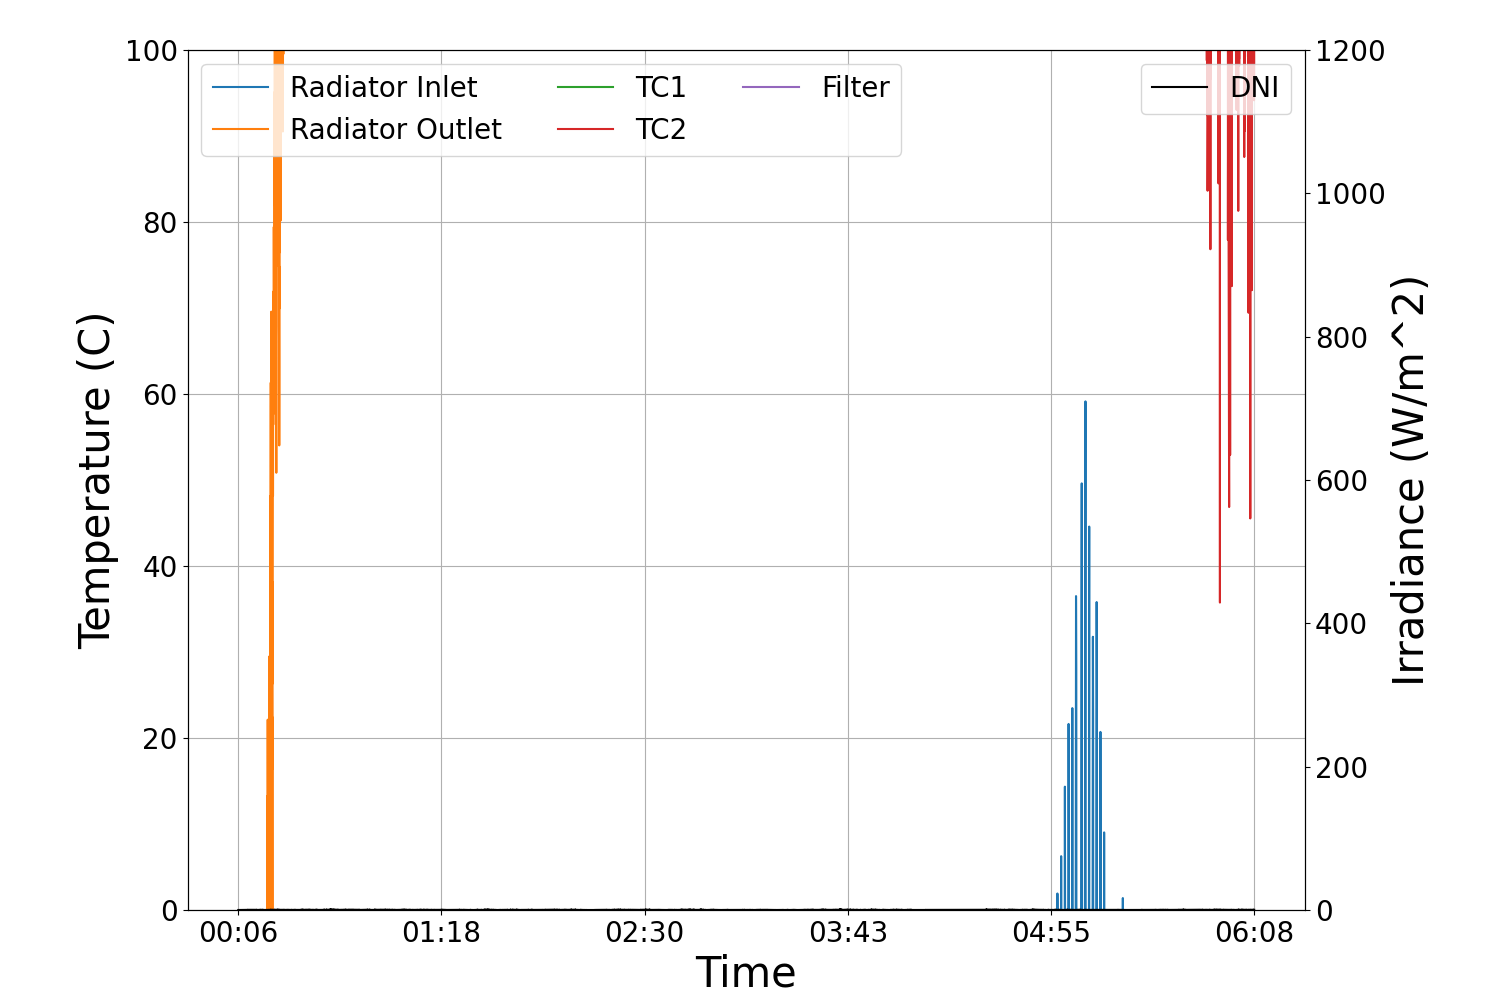 100
80
60
40
20
0
Temperature (C)
Radiator Inlet
Radiator Outlet
TC1
TC2
Filter
DNI
1200
1000
800
600
400
200
0
Irradiance (W/m^2)
00:06 01:18 02:30 03:43 04:55 06:08
Time